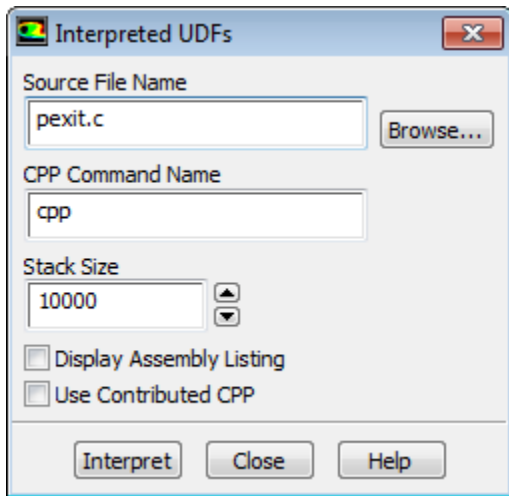 Interpreted UDFs
Source File Name
pexit.c
Browse...
CPP Command Name
cpp
Stack Size
10000
Display Assembly Listing
Use Contributed CPP
Interpret Close Help